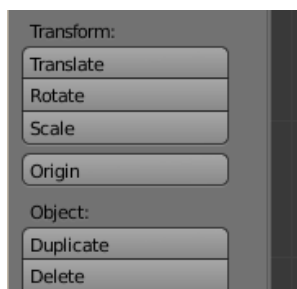 Transform:
Translate
Rotate
Scale
Origin
Object:
Duplicate
Delete